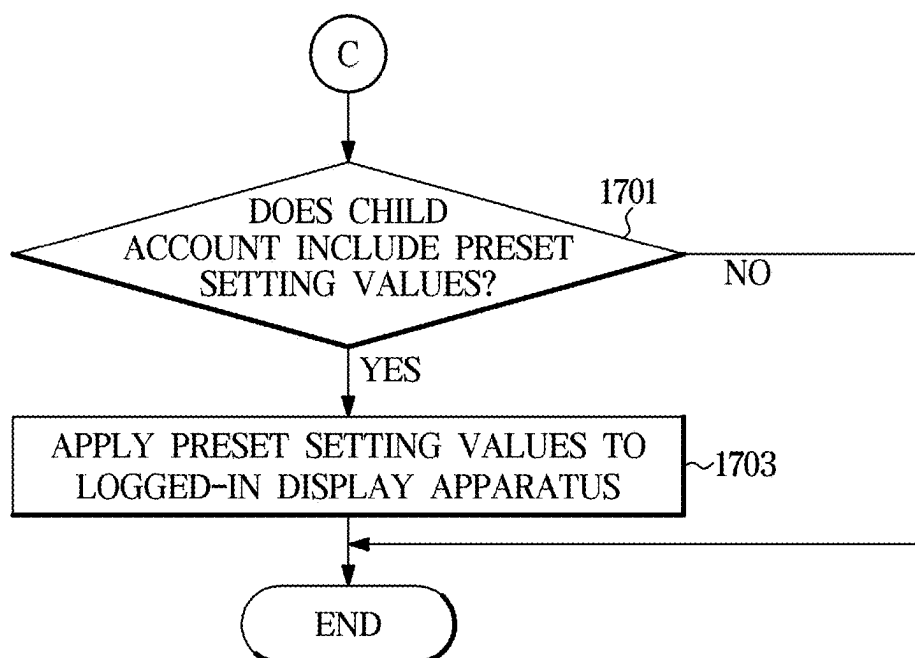 C
1701
DOES CHILD
ACCOUNT INCLUDE PRESET
SETTING VALUES?
NO
YES
APPLY PRESET SETTING VALUES TO
LOGGED-IN DISPLAY APPARATUS
1703
END